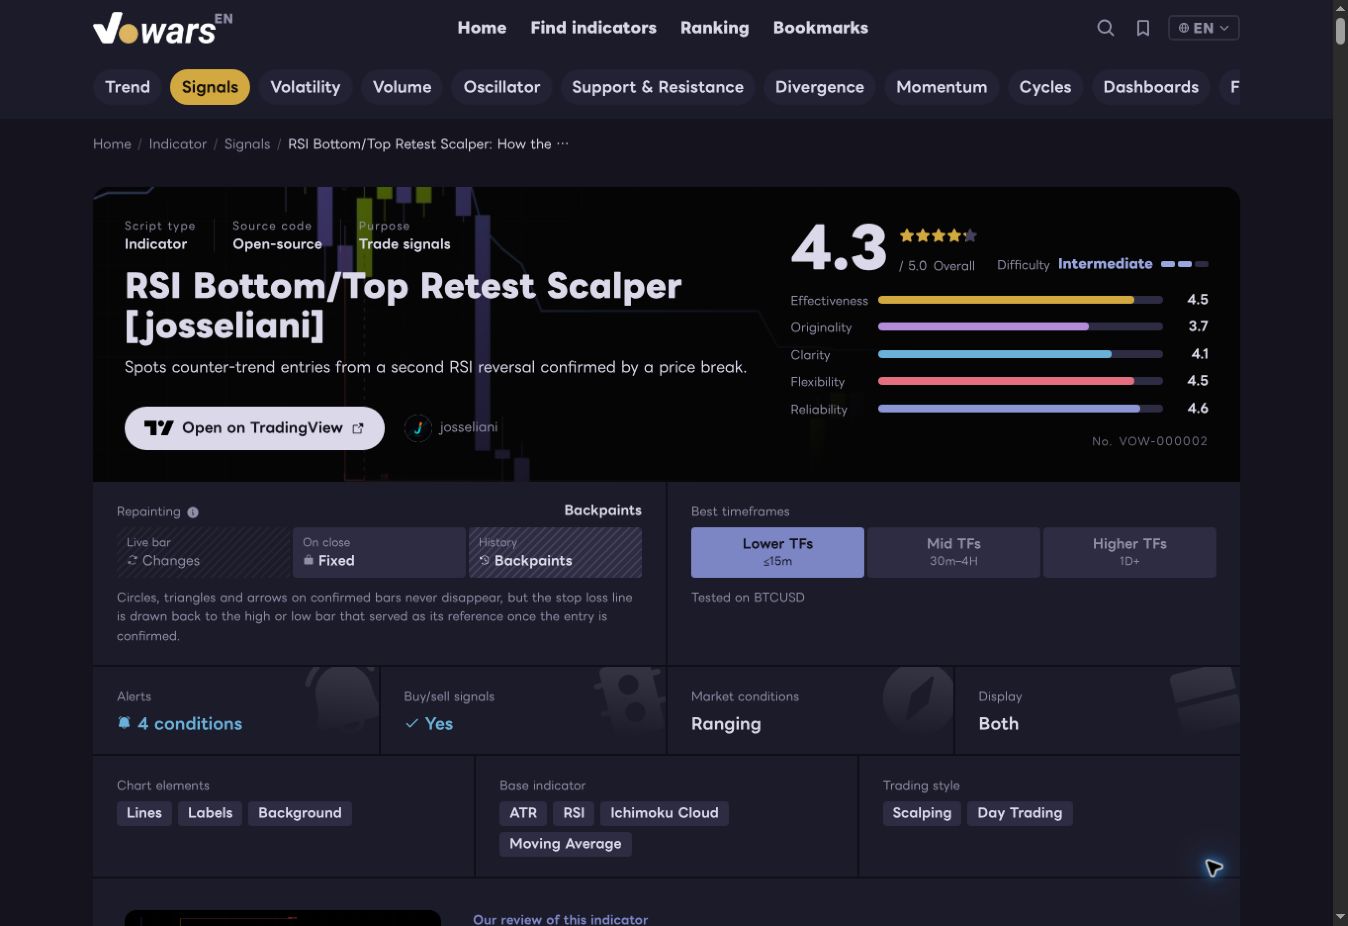 Vowars EN
Home
Find indicators
Ranking
Bookmarks
EN
Trend
Signals
Volatility
Volume
Oscillator
Support & Resistance
Divergence
Momentum
Cycles
Dashboards
F
Home / Indicator / Signals / RSI Bottom/Top Retest Scalper: How the ···
Script type
Indicator
Source code
Open-source
Purpose
Trade signals
RSI Bottom/Top Retest Scalper
[josseliani]
Spots counter-trend entries from a second RSI reversal confirmed by a price break.
Open on TradingView
josseliani
4.3
/ 5.0 Overall
Difficulty Intermediate
Effectiveness 4.5
Originality 3.7
Clarity 4.1
Flexibility 4.5
Reliability 4.6
No. VOW-000002
Repainting
Backpaints
Live bar
Changes
On close
Fixed
History
Backpaints
Circles, triangles and arrows on confirmed bars never disappear, but the stop loss line
is drawn back to the high or low bar that served as its reference once the entry is
confirmed.
Best timeframes
Lower TFs
≤15m
Mid TFs
30m–4H
Higher TFs
1D+
Tested on BTCUSD
Alerts
4 conditions
Buy/sell signals
Yes
Market conditions
Ranging
Display
Both
Chart elements
Lines
Labels
Background
Base indicator
ATR
RSI
Ichimoku Cloud
Moving Average
Trading style
Scalping
Day Trading
Our review of this indicator